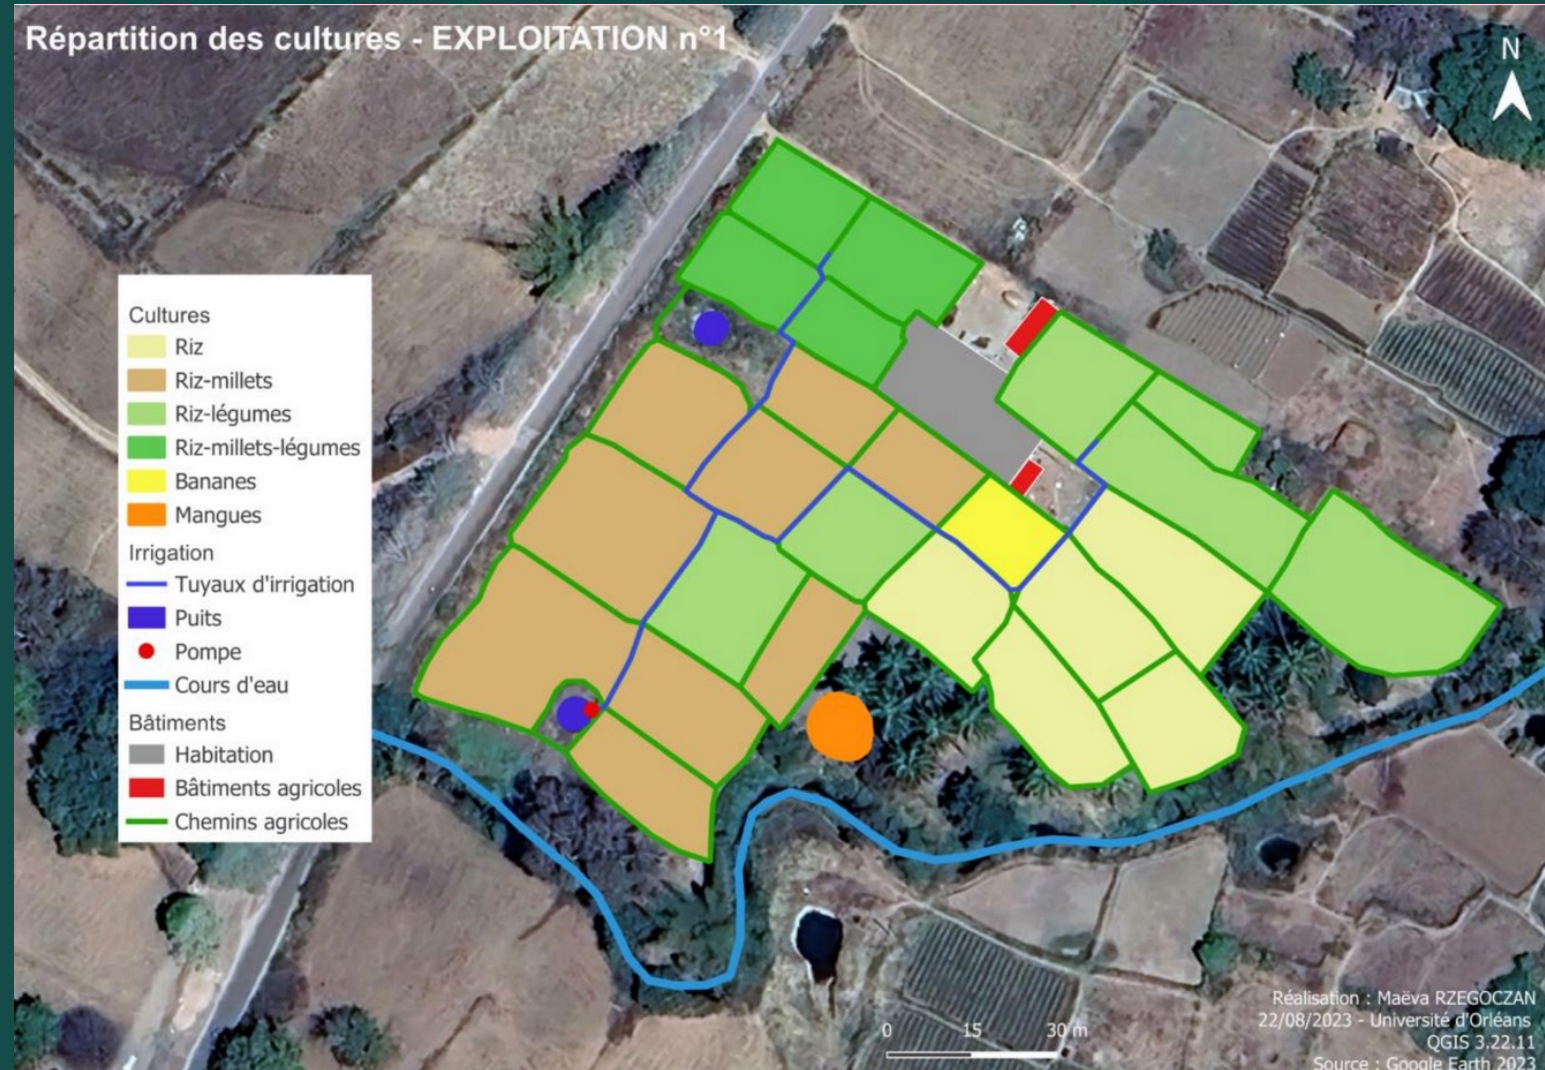 Répartition des cultures - EXPLOITATION n°1
N
Cultures
Riz
Riz-millets
Riz-légumes
Riz-millets-légumes
Bananes
Mangues
Irrigation
Tuyaux d'irrigation
Puits
Pompe
Cours d'eau
Bâtiments
Habitation
Bâtiments agricoles
Chemins agricoles
0 15 30 m
Réalisation : Maëva RZEGOCZAN
22/08/2023 - Université d'Orléans
QGIS 3.22.11
Source : Google Earth 2023